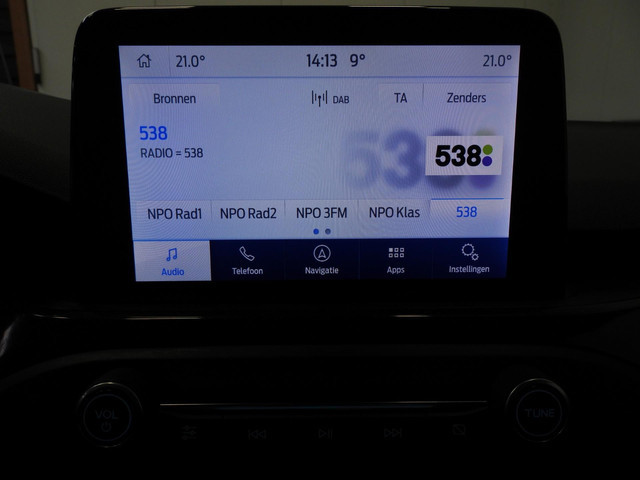 21.0° 14:13 9° 21.0°
Bronnen DAB TA Zenders
538
RADIO = 538
538
538
NPO Rad1 NPO Rad2 NPO 3FM NPO Klas 538
Audio Telefoon Navigatie Apps Instellingen
VOL TUNE